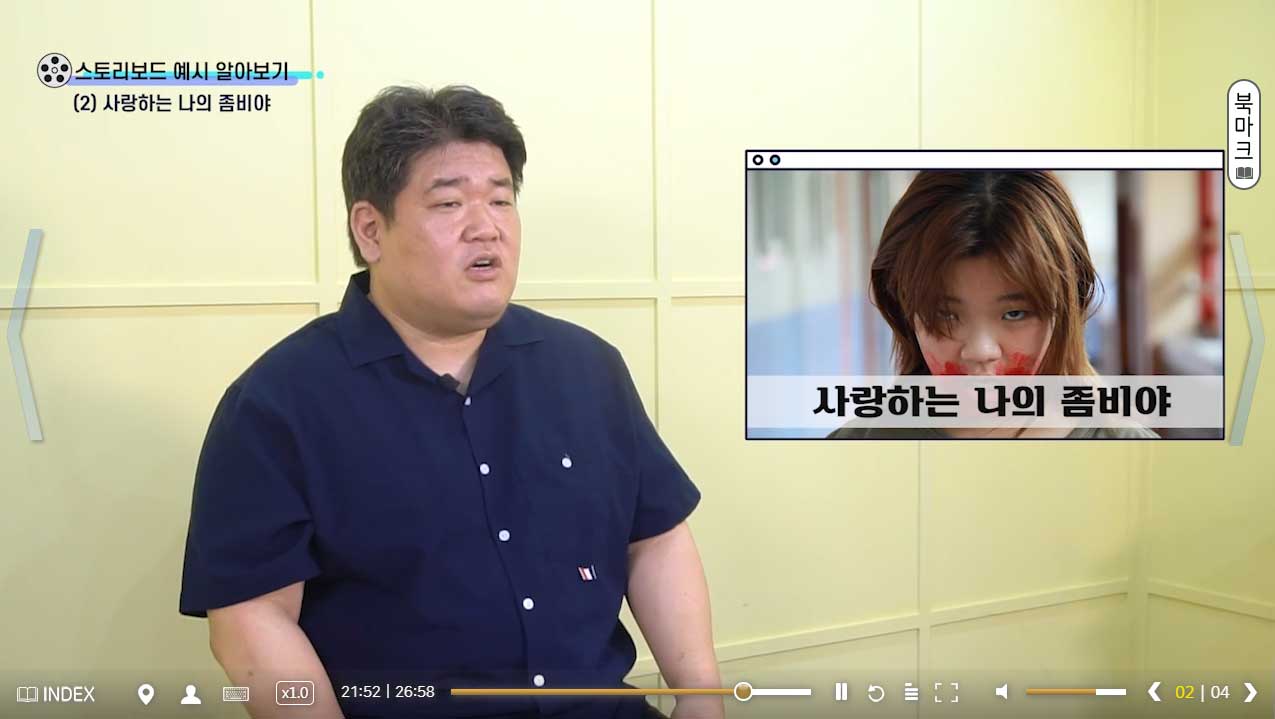 스토리보드 예시 알아보기
(2) 사랑하는 나의 좀비야
북마크
사랑하는 나의 좀비야
INDEX
x1.0
21:52 | 26:58
02 | 04